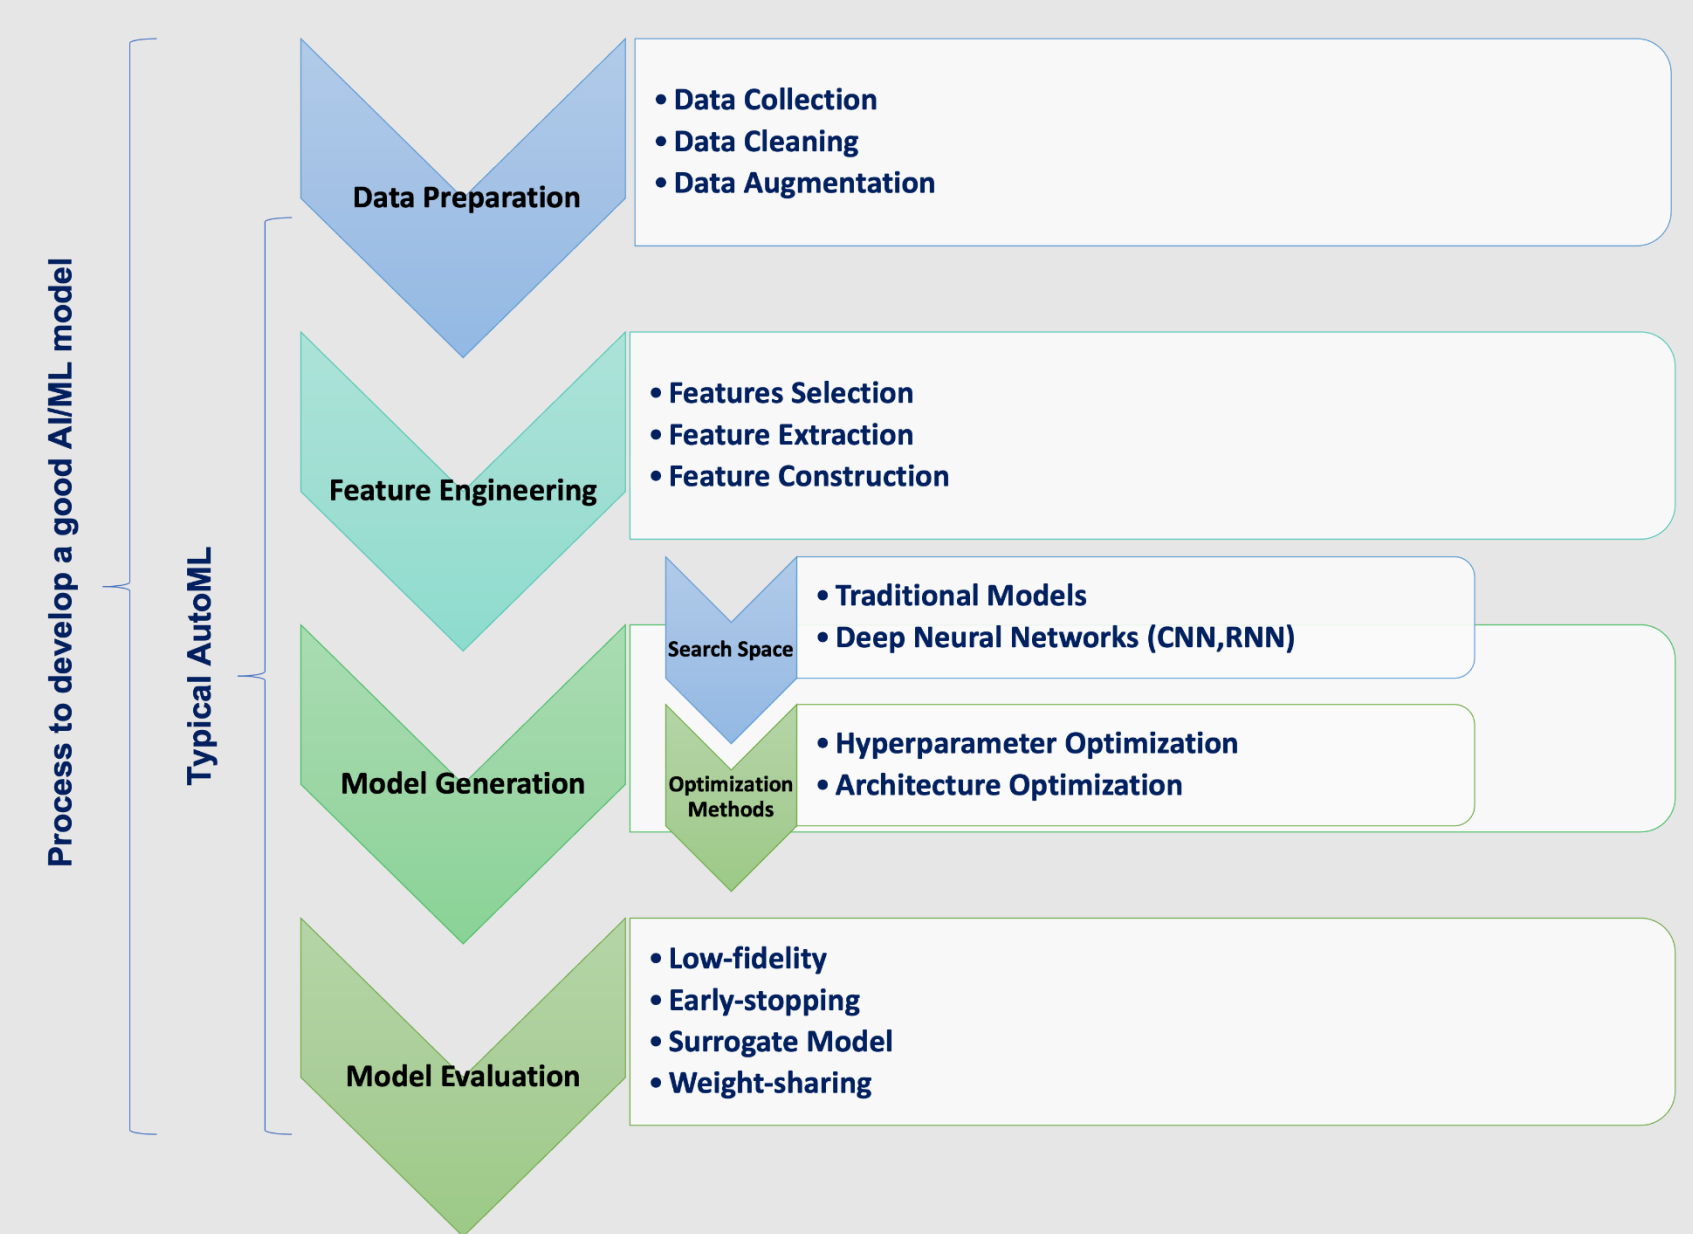 Process to develop a good AI/ML model
Typical AutoML
Data Preparation
• Data Collection
• Data Cleaning
• Data Augmentation
Feature Engineering
• Features Selection
• Feature Extraction
• Feature Construction
Model Generation
Search Space
• Traditional Models
• Deep Neural Networks (CNN,RNN)
Optimization
Methods
• Hyperparameter Optimization
• Architecture Optimization
Model Evaluation
• Low-fidelity
• Early-stopping
• Surrogate Model
• Weight-sharing